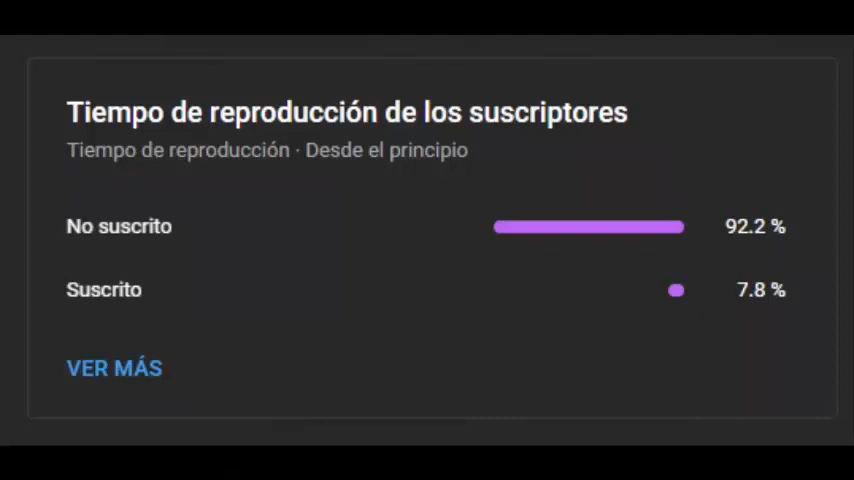 Tiempo de reproducción de los suscriptores
Tiempo de reproducción · Desde el principio
No suscrito 92.2 %
Suscrito 7.8 %
VER MÁS